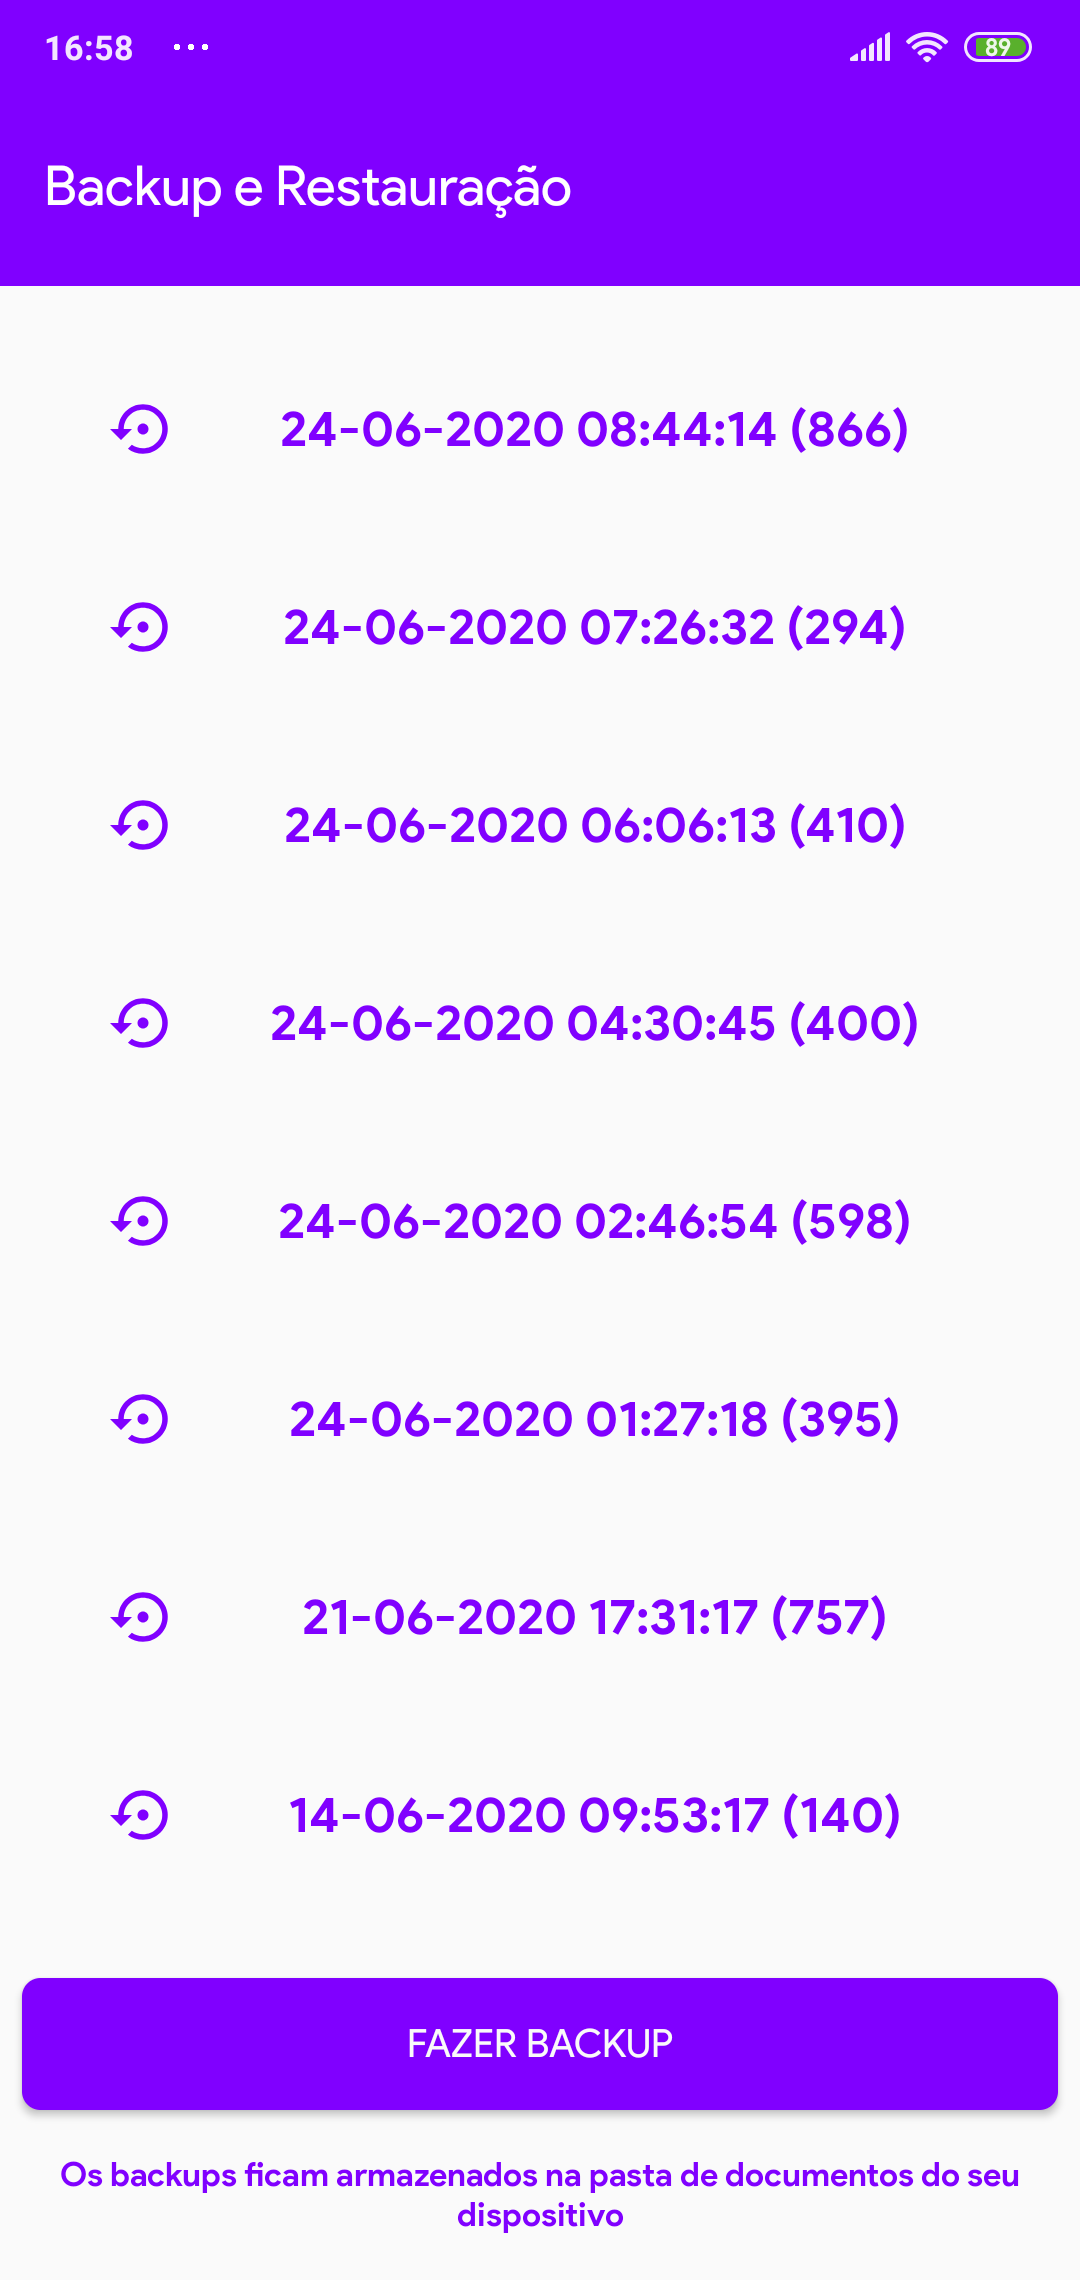 16:58 ... 89
Backup e Restauração
24-06-2020 08:44:14 (866)
24-06-2020 07:26:32 (294)
24-06-2020 06:06:13 (410)
24-06-2020 04:30:45 (400)
24-06-2020 02:46:54 (598)
24-06-2020 01:27:18 (395)
21-06-2020 17:31:17 (757)
14-06-2020 09:53:17 (140)
FAZER BACKUP
Os backups ficam armazenados na pasta de documentos do seu
dispositivo